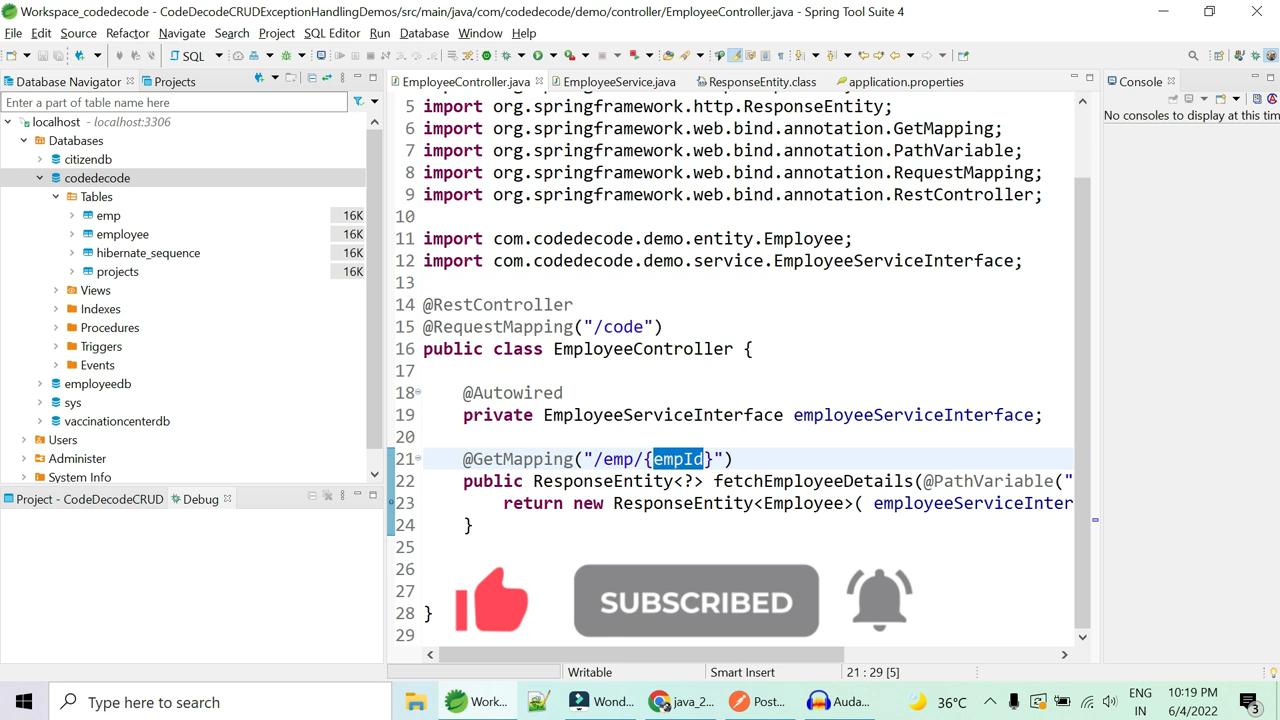 Workspace_codedecode - CodeDecodeCRUDExceptionHandlingDemos/src/main/java/com/codedecode/demo/controller/EmployeeController.java - Spring Tool Suite 4
File Edit Source Refactor Navigate Search Project SQL Editor Run Database Window Help
SQL
Database Navigator Projects
Enter a part of table name here
localhost - localhost:3306
Databases
citizendb
codedecode
Tables
emp 16K
employee 16K
hibernate_sequence 16K
projects 16K
Views
Indexes
Procedures
Triggers
Events
employeedb
sys
vaccinationcenterdb
Users
Administer
System Info
Project - CodeDecodeCRUD Debug
EmployeeController.java EmployeeService.java ResponseEntity.class application.properties
5 import org.springframework.http.ResponseEntity;
6 import org.springframework.web.bind.annotation.GetMapping;
7 import org.springframework.web.bind.annotation.PathVariable;
8 import org.springframework.web.bind.annotation.RequestMapping;
9 import org.springframework.web.bind.annotation.RestController;
10
11 import com.codedecode.demo.entity.Employee;
12 import com.codedecode.demo.service.EmployeeServiceInterface;
13
14 @RestController
15 @RequestMapping("/code")
16 public class EmployeeController {
17
18 @Autowired
19 private EmployeeServiceInterface employeeServiceInterface;
20
21 @GetMapping("/emp/{empId}")
22 public ResponseEntity<?> fetchEmployeeDetails(@PathVariable("
23 return new ResponseEntity<Employee>( employeeServiceInter
24 }
25
26
27
28 }
29
SUBSCRIBED
Console
No consoles to display at this tim
Writable Smart Insert 21 : 29 [5]
Type here to search
Work... Wond... java_2... Post... Auda... 36°C ENG IN 10:19 PM 6/4/2022 3